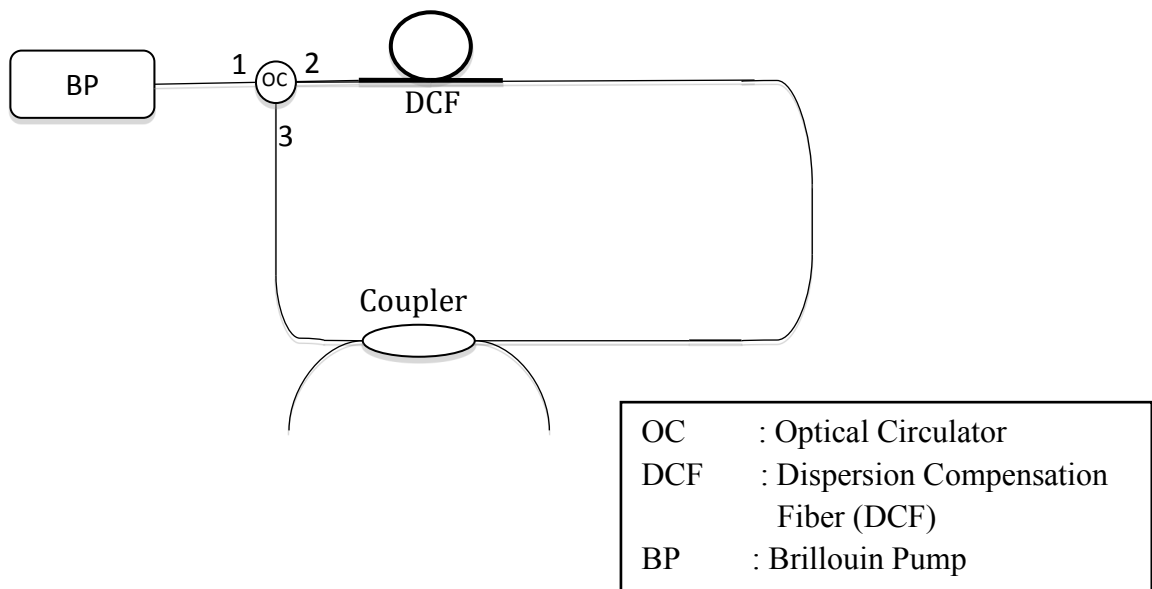 BP
1
OC
2
DCF
3
Coupler
OC : Optical Circulator
DCF : Dispersion Compensation
Fiber (DCF)
BP : Brillouin Pump